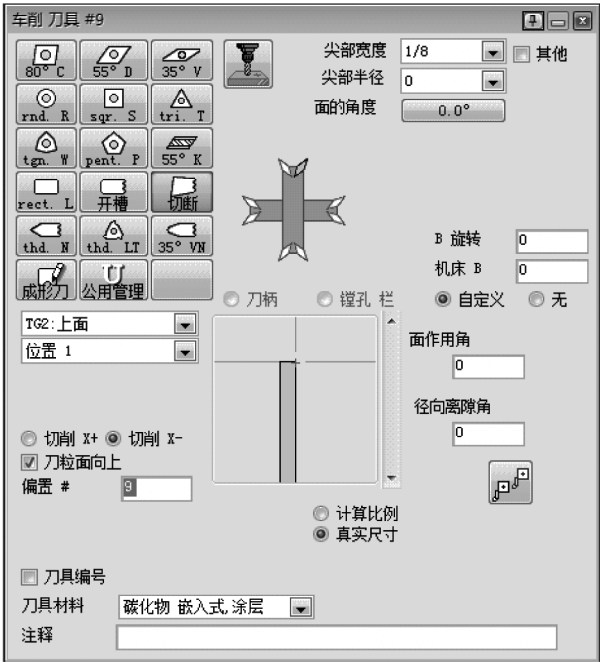 车削 刀具 #9
80° C
55° D
35° V
尖部宽度 1/8
其他
尖部半径 0
rnd. R
sqr. S
tri. T
面的角度 0.0°
tgn. W
pent. P
55° K
rect. L
开槽
切断
thd. N
thd. LT
35° VN
B 旋转 0
机床 B 0
成形刀
公用管理
刀柄
镗孔 栏
自定义
无
TG2:上面
位置 1
面作用角
0
径向离隙角
0
切削 X+
切削 X-
刀粒面向上
偏置 # 9
计算比例
真实尺寸
刀具编号
刀具材料 碳化物 嵌入式,涂层
注释